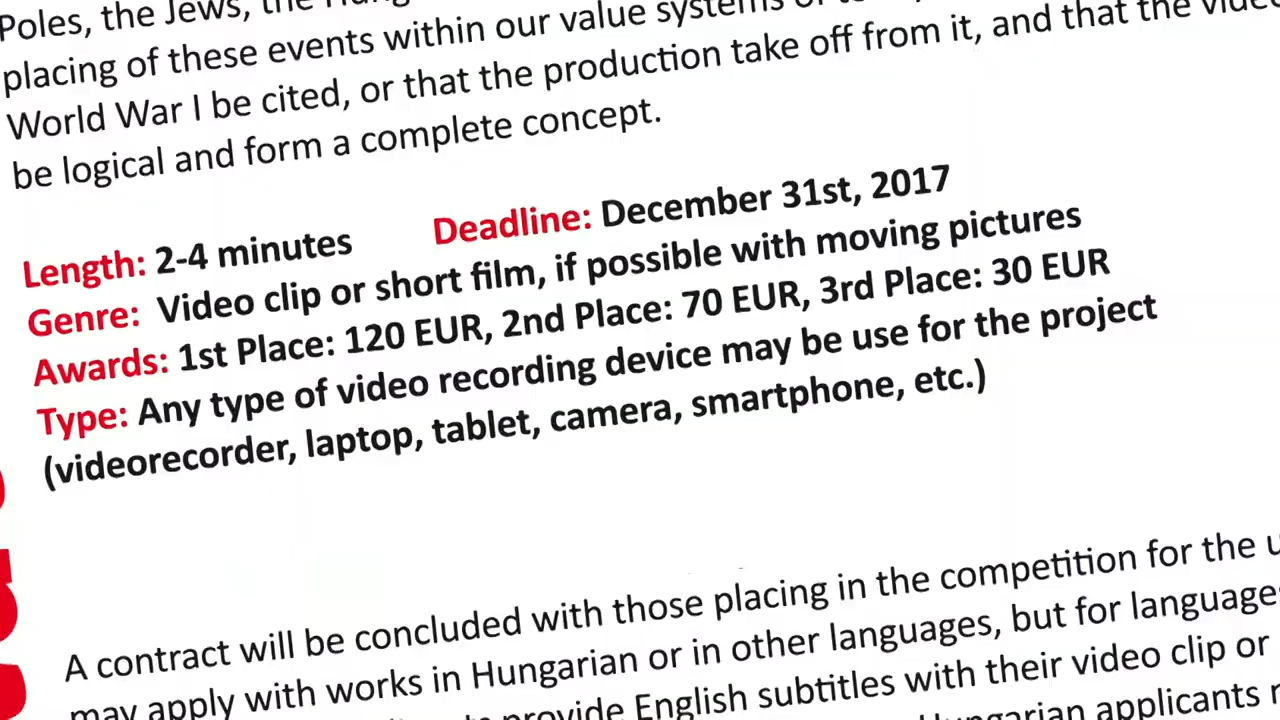 Poles, the Jews, the
placing of these events within our value systems
World War I be cited, or that the production take off from it, and that the
be logical and form a complete concept.
Length: 2-4 minutes Deadline: December 31st, 2017
Genre: Video clip or short film, if possible with moving pictures
Awards: 1st Place: 120 EUR, 2nd Place: 70 EUR, 3rd Place: 30 EUR
Type: Any type of video recording device may be use for the project
(videorecorder, laptop, tablet, camera, smartphone, etc.)
A contract will be concluded with those placing in the competition for the
may apply with works in Hungarian or in other languages, but for
provide English subtitles with their video clip or
Hungarian applicants